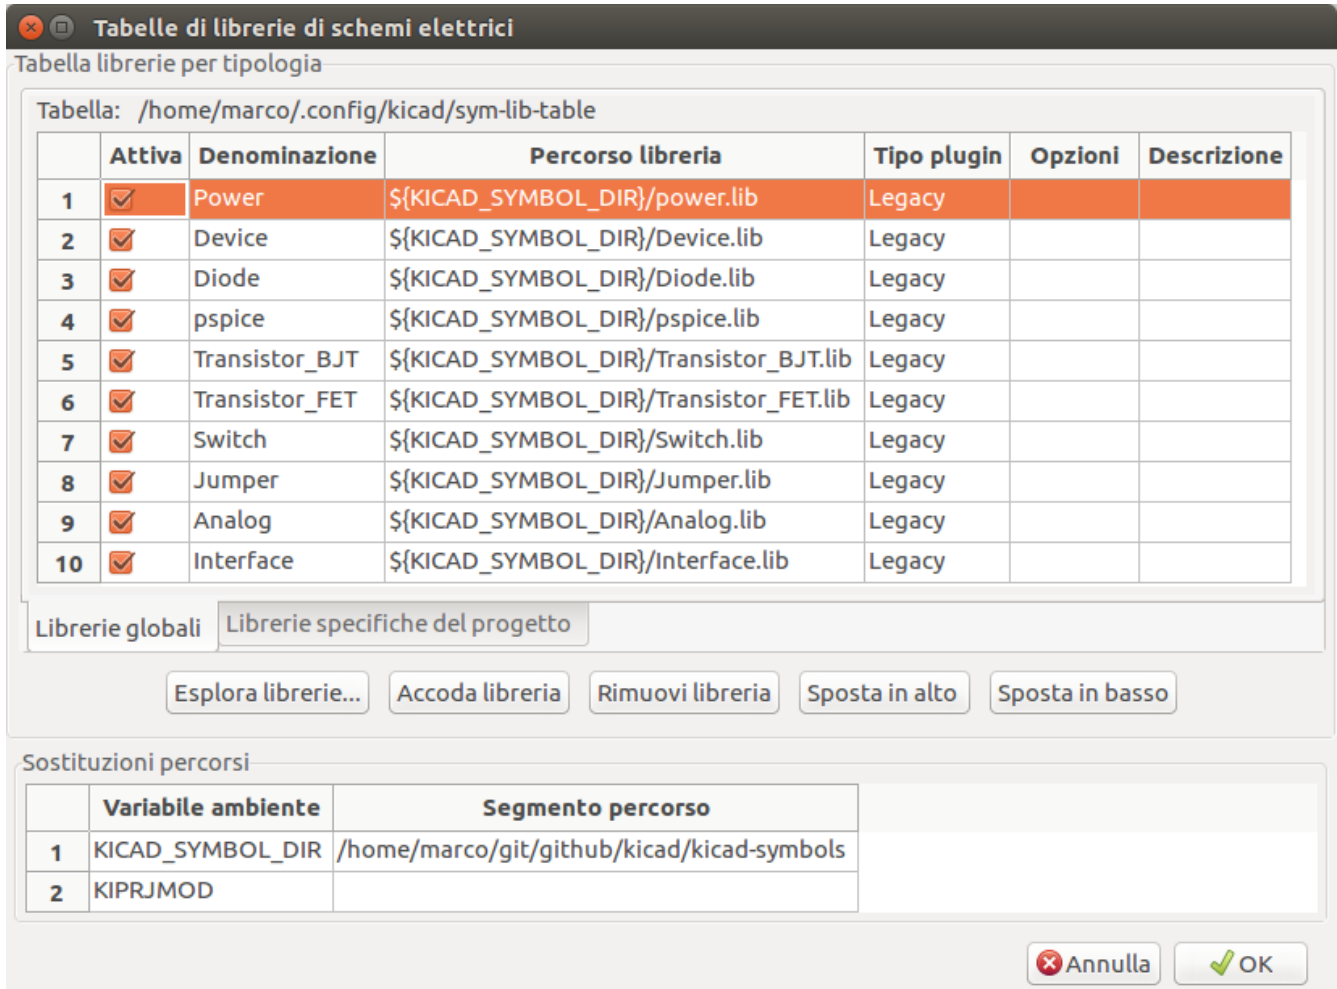 Tabelle di librerie di schemi elettrici
Tabella librerie per tipologia
Tabella: /home/marco/.config/kicad/sym-lib-table
Attiva Denominazione Percorso libreria Tipo plugin Opzioni Descrizione
1 Power ${KICAD_SYMBOL_DIR}/power.lib Legacy
2 Device ${KICAD_SYMBOL_DIR}/Device.lib Legacy
3 Diode ${KICAD_SYMBOL_DIR}/Diode.lib Legacy
4 pspice ${KICAD_SYMBOL_DIR}/pspice.lib Legacy
5 Transistor_BJT ${KICAD_SYMBOL_DIR}/Transistor_BJT.lib Legacy
6 Transistor_FET ${KICAD_SYMBOL_DIR}/Transistor_FET.lib Legacy
7 Switch ${KICAD_SYMBOL_DIR}/Switch.lib Legacy
8 Jumper ${KICAD_SYMBOL_DIR}/Jumper.lib Legacy
9 Analog ${KICAD_SYMBOL_DIR}/Analog.lib Legacy
10 Interface ${KICAD_SYMBOL_DIR}/Interface.lib Legacy
Librerie globali Librerie specifiche del progetto
Esplora librerie... Accoda libreria Rimuovi libreria Sposta in alto Sposta in basso
Sostituzioni percorsi
Variabile ambiente Segmento percorso
1 KICAD_SYMBOL_DIR /home/marco/git/github/kicad/kicad-symbols
2 KIPRJMOD
Annulla OK